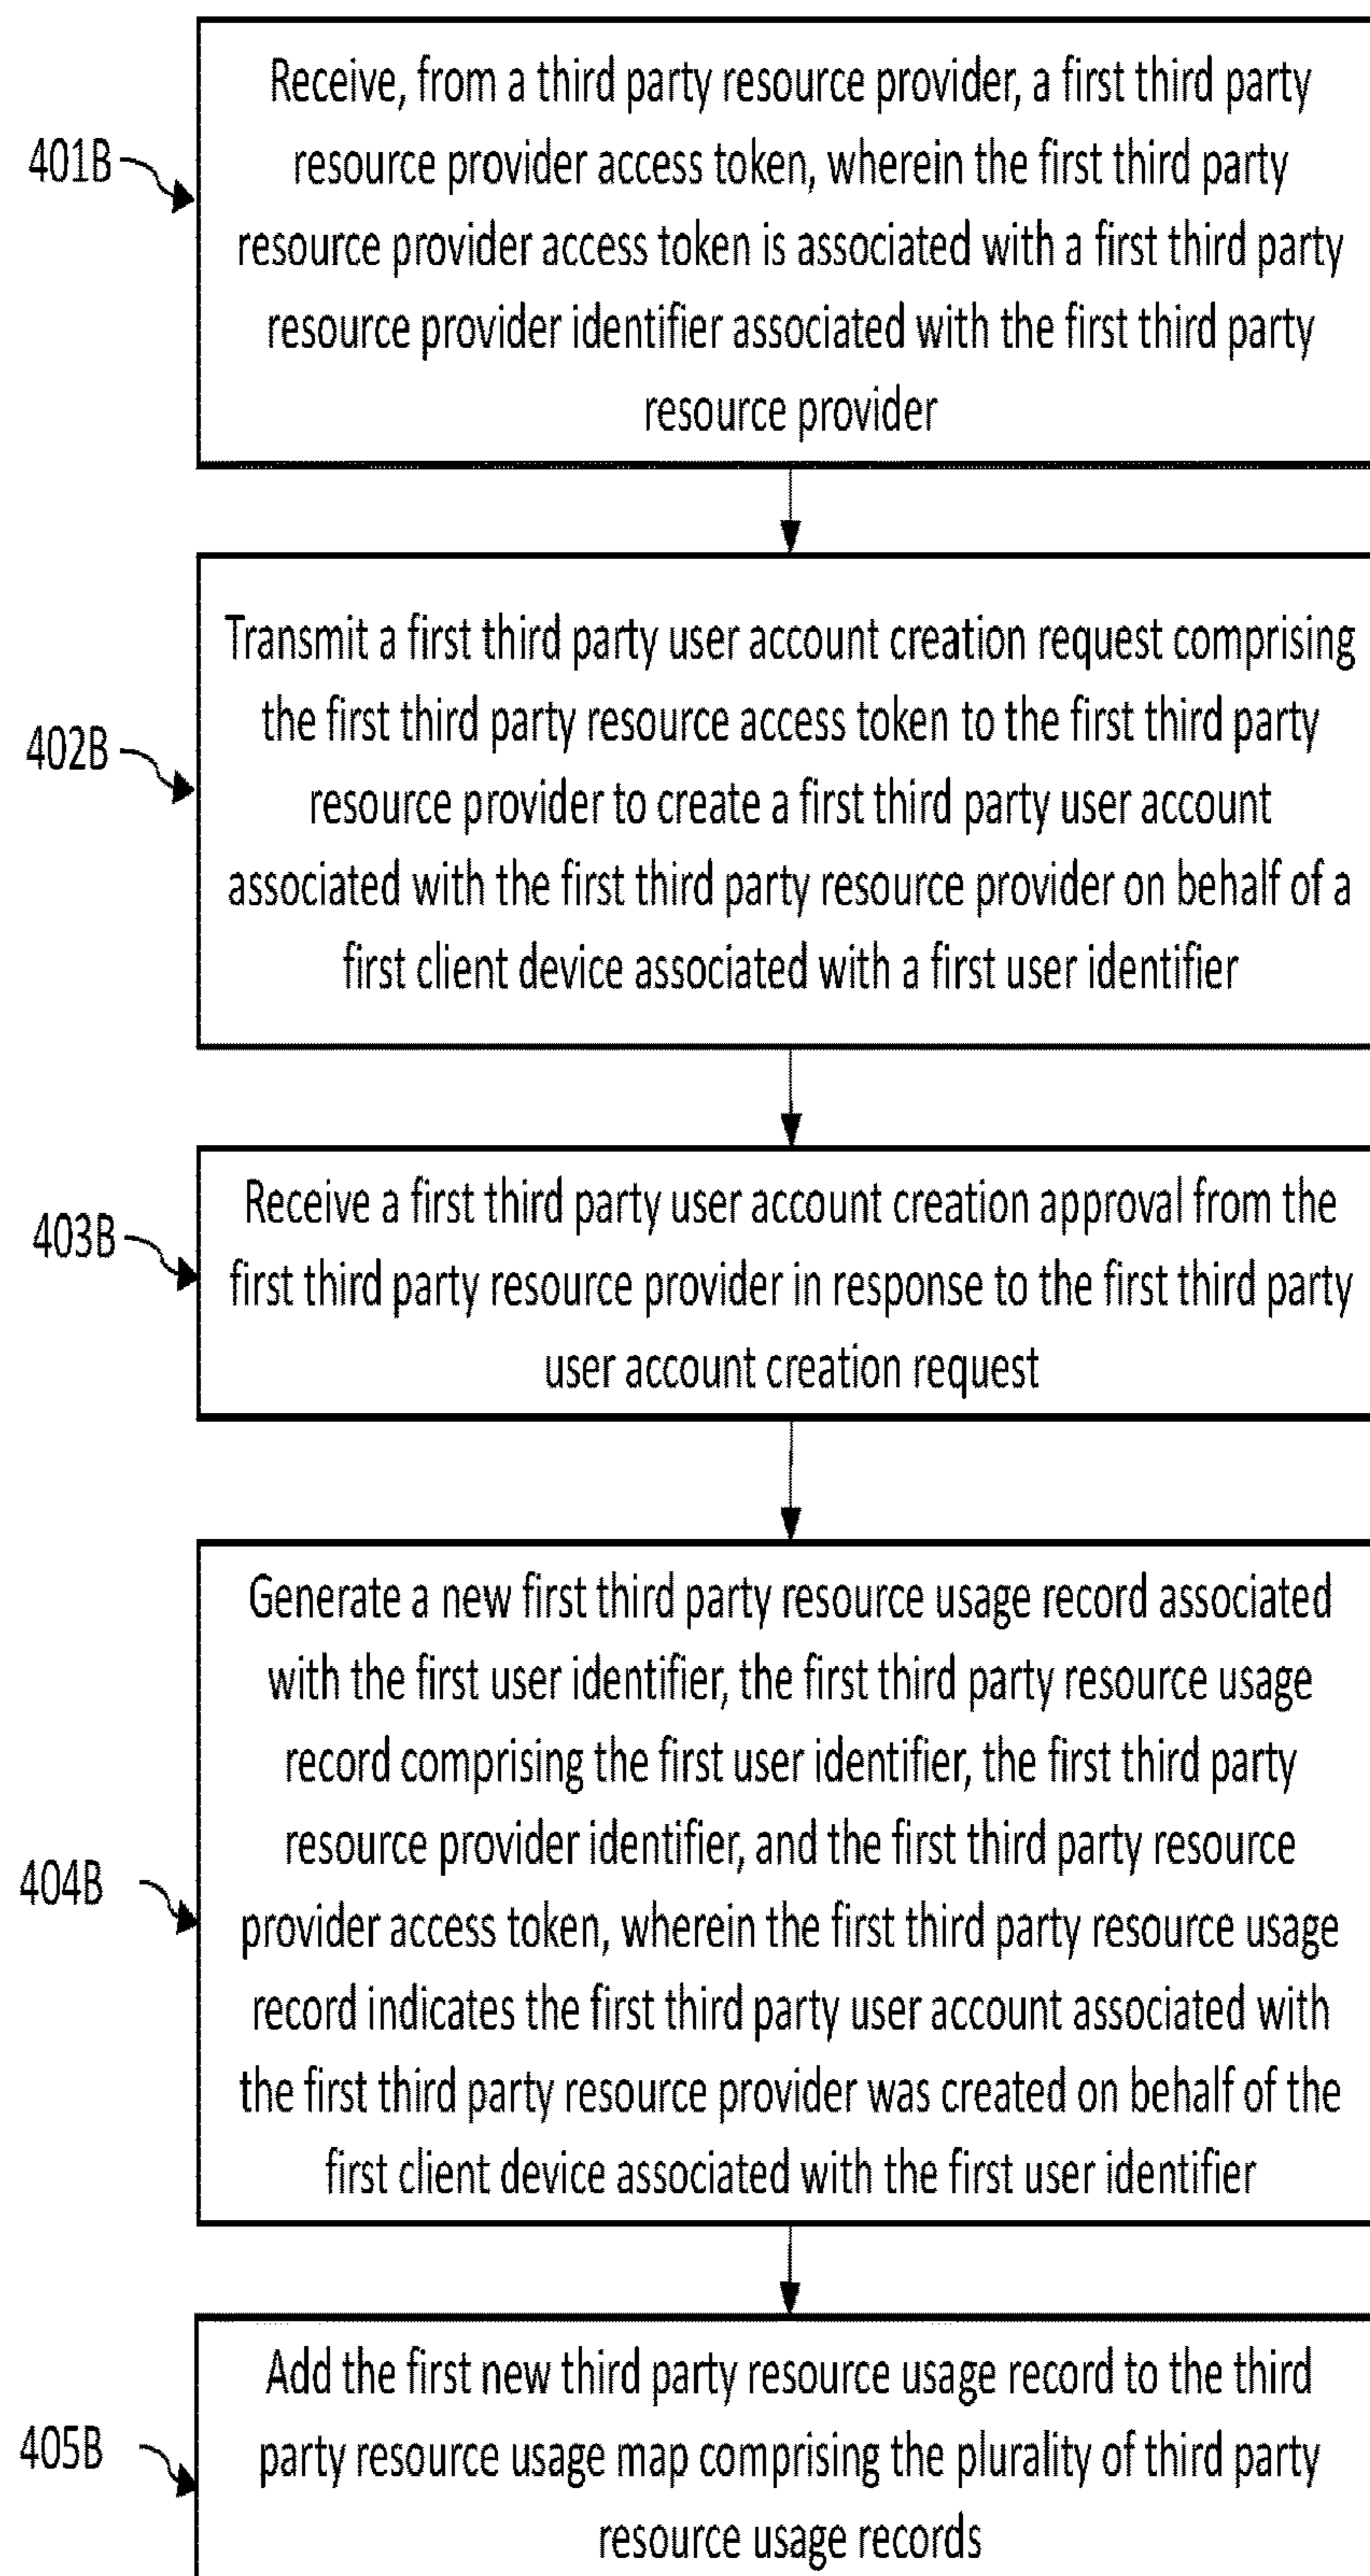 Receive, from a third party resource provider, a first third party
resource provider access token, wherein the first third party
resource provider access token is associated with a first third party
resource provider identifier associated with the first third party
resource provider
401B
Transmit a first third party user account creation request comprising
the first third party resource access token to the first third party
resource provider to create a first third party user account
associated with the first third party resource provider on behalf of a
first client device associated with a first user identifier
402B
Receive a first third party user account creation approval from the
first third party resource provider in response to the first third party
user account creation request
403B
Generate a new first third party resource usage record associated
with the first user identifier, the first third party resource usage
record comprising the first user identifier, the first third party
resource provider identifier, and the first third party resource
provider access token, wherein the first third party resource usage
record indicates the first third party user account associated with
the first third party resource provider was created on behalf of the
first client device associated with the first user identifier
404B
Add the first new third party resource usage record to the third
party resource usage map comprising the plurality of third party
resource usage records
405B